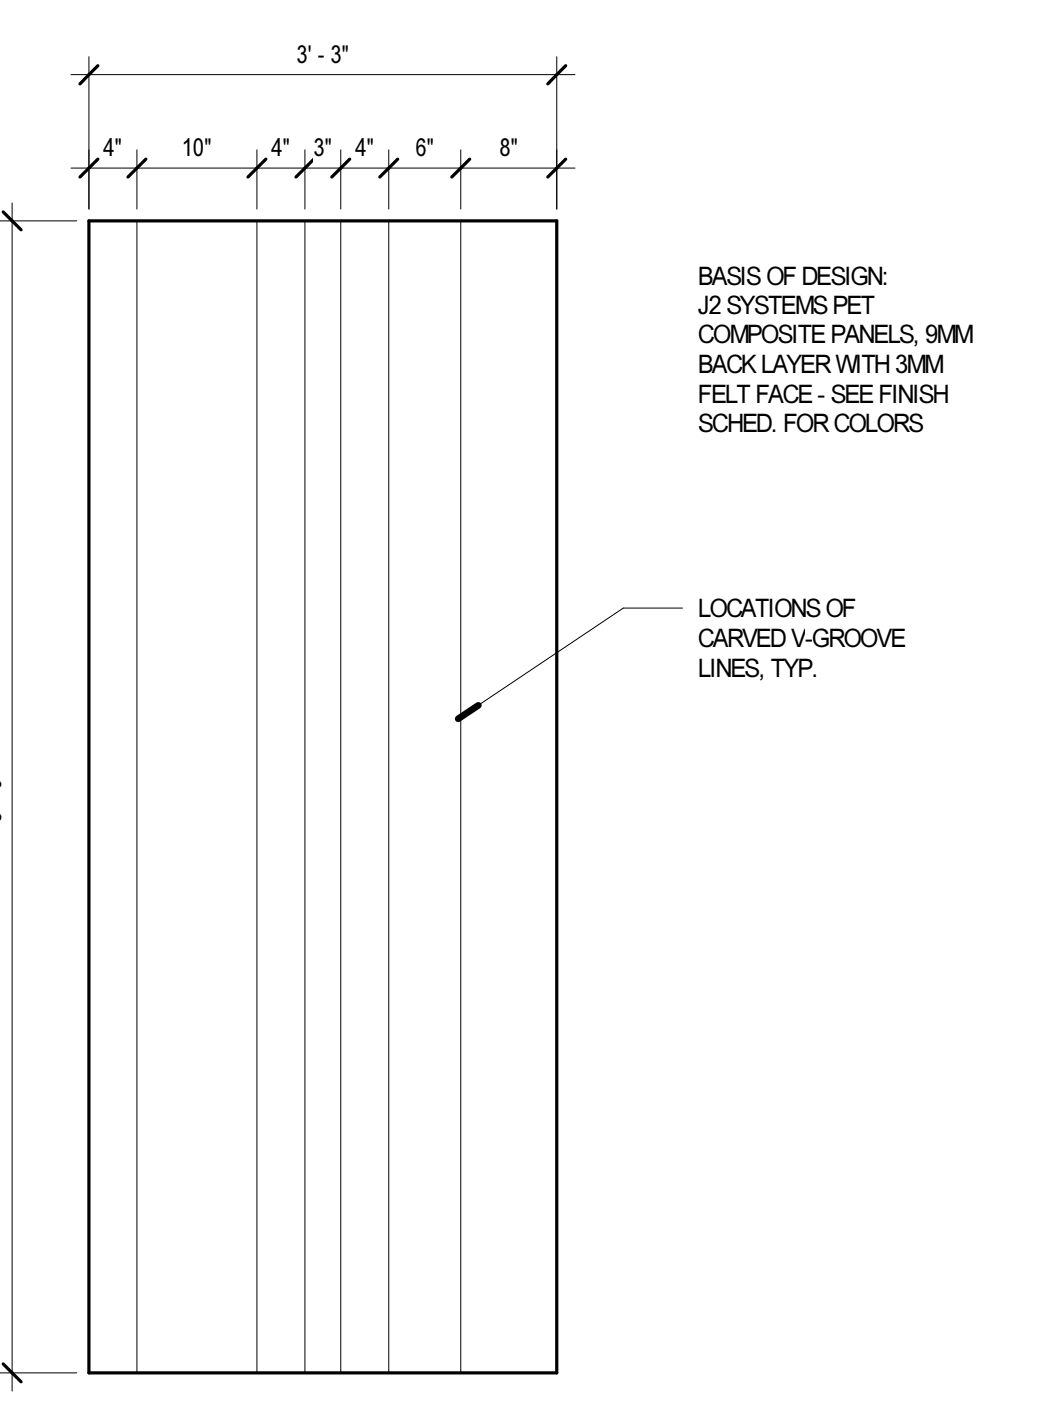 3' - 3"
4" 10" 4" 3" 4" 6" 8"
BASIS OF DESIGN:
J2 SYSTEMS PET
COMPOSITE PANELS, 9MM
BACK LAYER WITH 3MM
FELT FACE - SEE FINISH
SCHED. FOR COLORS
LOCATIONS OF
CARVED V-GROOVE
LINES, TYP.